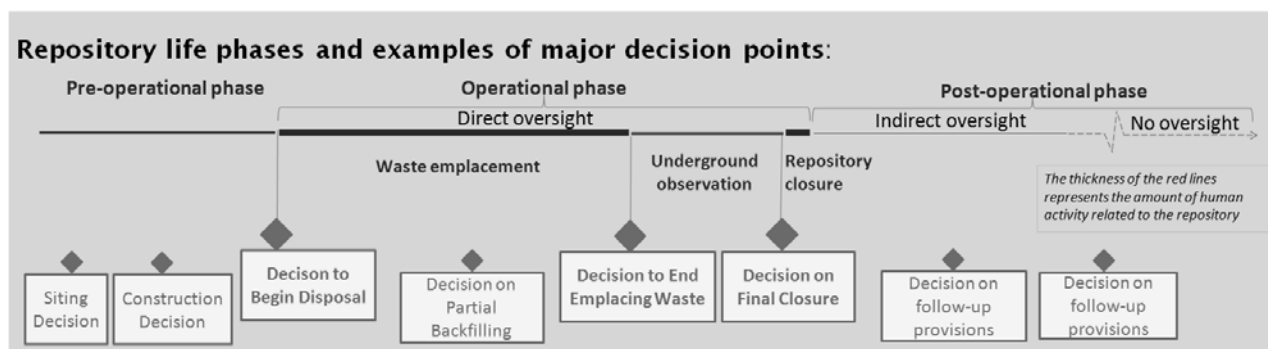 Repository life phases and examples of major decision points:
Pre-operational phase
Operational phase
Post-operational phase
Direct oversight
Indirect oversight
No oversight
Waste emplacement
Underground
observation
Repository
closure
The thickness of the red lines
represents the amount of human
activity related to the repository
Siting
Decision
Construction
Decision
Decison to
Begin Disposal
Decision on
Partial
Backfilling
Decision to End
Emplacing Waste
Decision on
Final Closure
Decision on
follow-up
provisions
Decision on
follow-up
provisions